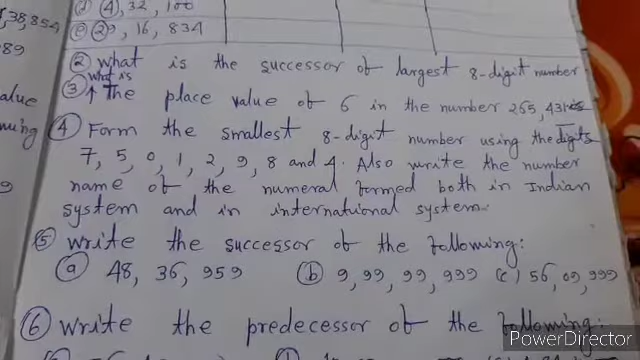 38,854
(d) (4), 32, 100
(e) (2)9, 16, 834
89
(2) What is the successor of largest 8-digit number
(3) What is ↑ The place value of 6 in the number
(4) Form the smallest 8-digit number using the digits
7, 5, 0, 1, 2, 9, 8 and 4. Also write the number
name of the numeral formed both in Indian
system and in international system.
(5) Write the successor of the following:
(a) 48, 36, 959 (b) 9,99,99,999 (c) 56,09,999
(6) Write the predecessor of the following:
PowerDirector